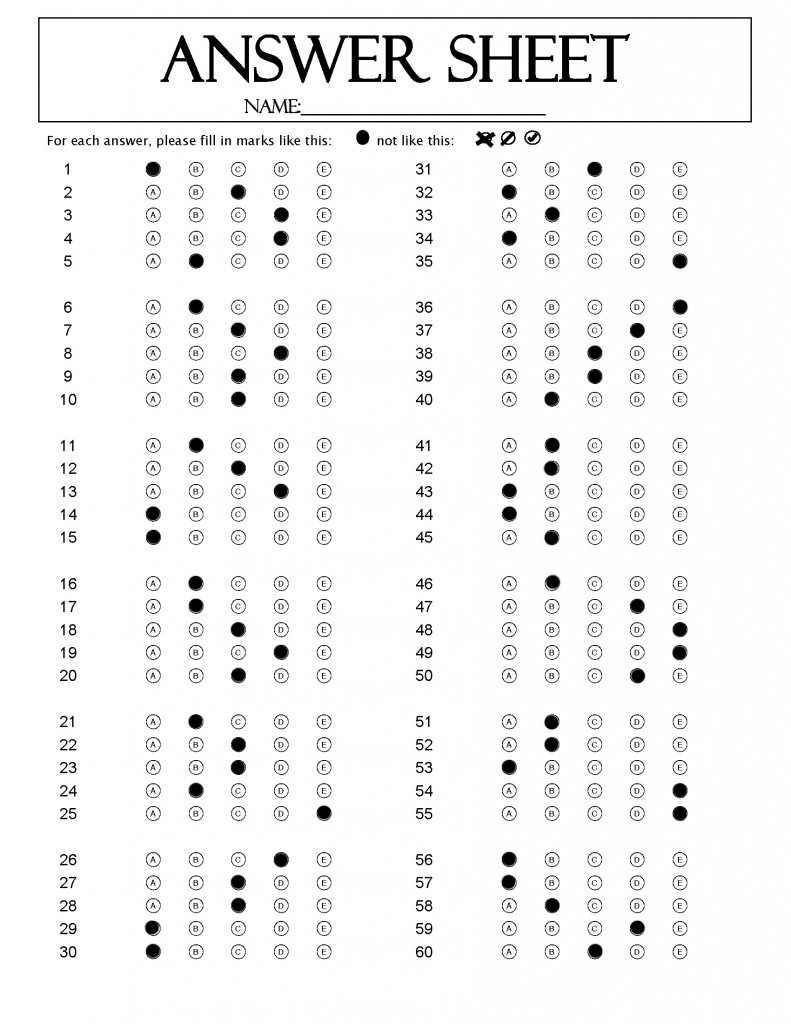 ANSWER SHEET
NAME:
For each answer, please fill in marks like this: not like this:
1 B C D E 31 A B D E
2 A B D E 32 B C D E
3 A B C E 33 A C D E
4 A B C E 34 B C D E
5 A C D E 35 A B C D
6 A C D E 36 A B C D
7 A B D E 37 A B C E
8 A B C E 38 A B D E
9 A B D E 39 A B D E
10 A B D E 40 A C D E
11 A C D E 41 A C D E
12 A B D E 42 A C D E
13 A B C E 43 B C D E
14 B C D E 44 B C D E
15 B C D E 45 A C D E
16 A C D E 46 A C D E
17 A C D E 47 A B C E
18 A B D E 48 A B C D
19 A B C E 49 A B C D
20 A B D E 50 A B C E
21 A C D E 51 A C D E
22 A B D E 52 A C D E
23 A B D E 53 B C D E
24 A C D E 54 A B C D
25 A B C D 55 A B C D
26 A B C E 56 B C D E
27 A B D E 57 B C D E
28 A B D E 58 A C D E
29 B C D E 59 A B C E
30 B C D E 60 A B D E